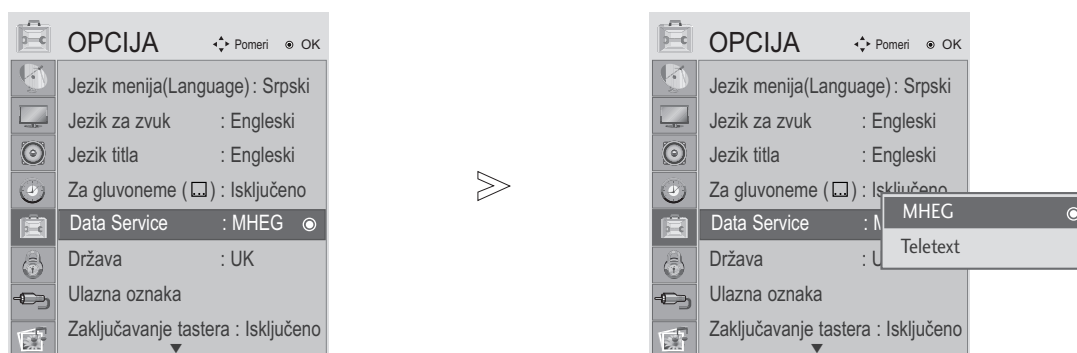 OPCIJA Pomeri OK
Jezik menija(Language) : Srpski
Jezik za zvuk : Engleski
Jezik titla : Engleski
Za gluvoneme ( ) : Isključeno
Data Service : MHEG
Država : UK
Ulazna oznaka
Zaključavanje tastera : Isključeno
OPCIJA Pomeri OK
Jezik menija(Language) : Srpski
Jezik za zvuk : Engleski
Jezik titla : Engleski
Za gluvoneme ( ) : Isključeno
Data Service : M
Država : U
Ulazna oznaka
Zaključavanje tastera : Isključeno
MHEG
Teletext